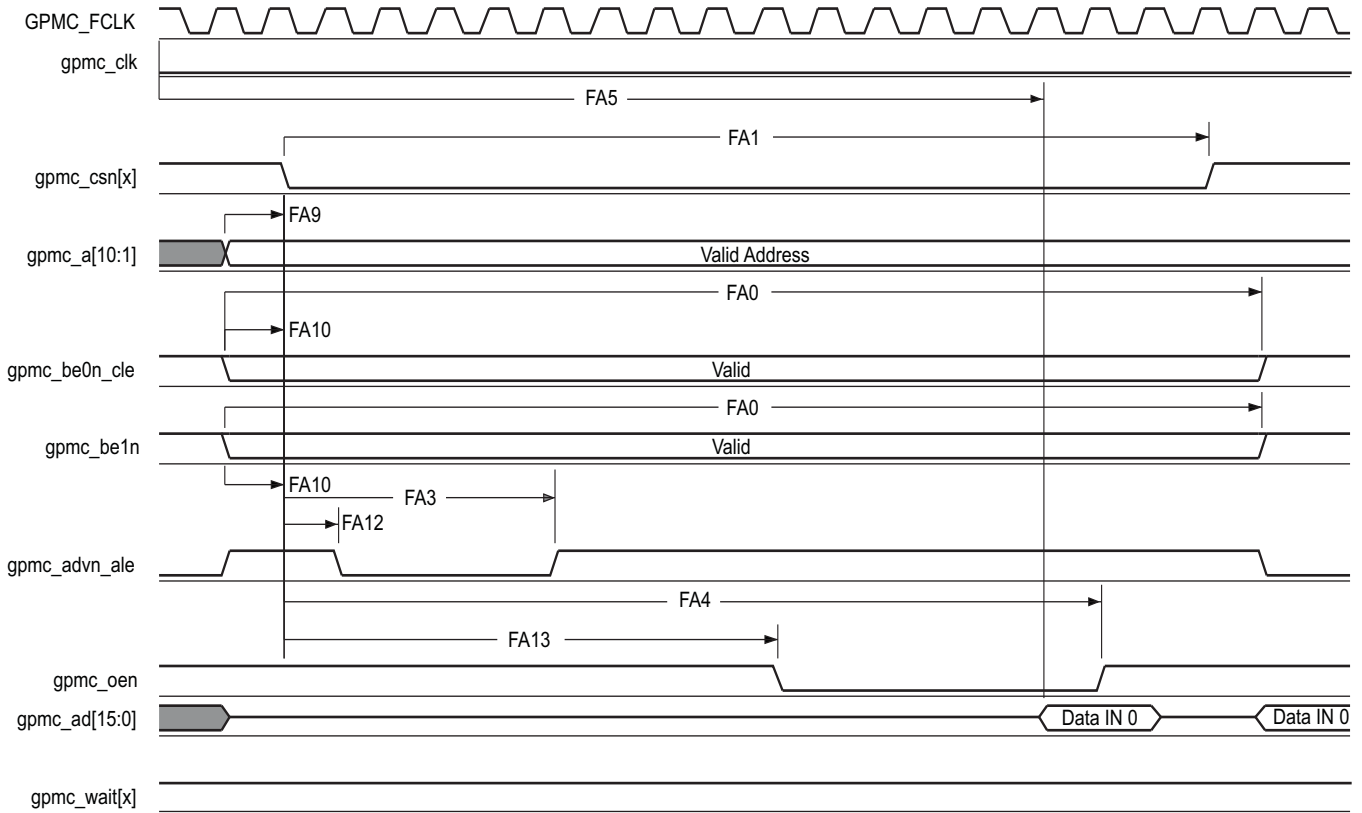 GPMC_FCLK
gpmc_clk
FA5
FA1
gpmc_csn[x]
FA9
gpmc_a[10:1]
Valid Address
FA0
FA10
gpmc_be0n_cle
Valid
FA0
gpmc_be1n
Valid
FA10
FA3
FA12
gpmc_advn_ale
FA4
FA13
gpmc_oen
gpmc_ad[15:0]
Data IN 0
Data IN 0
gpmc_wait[x]